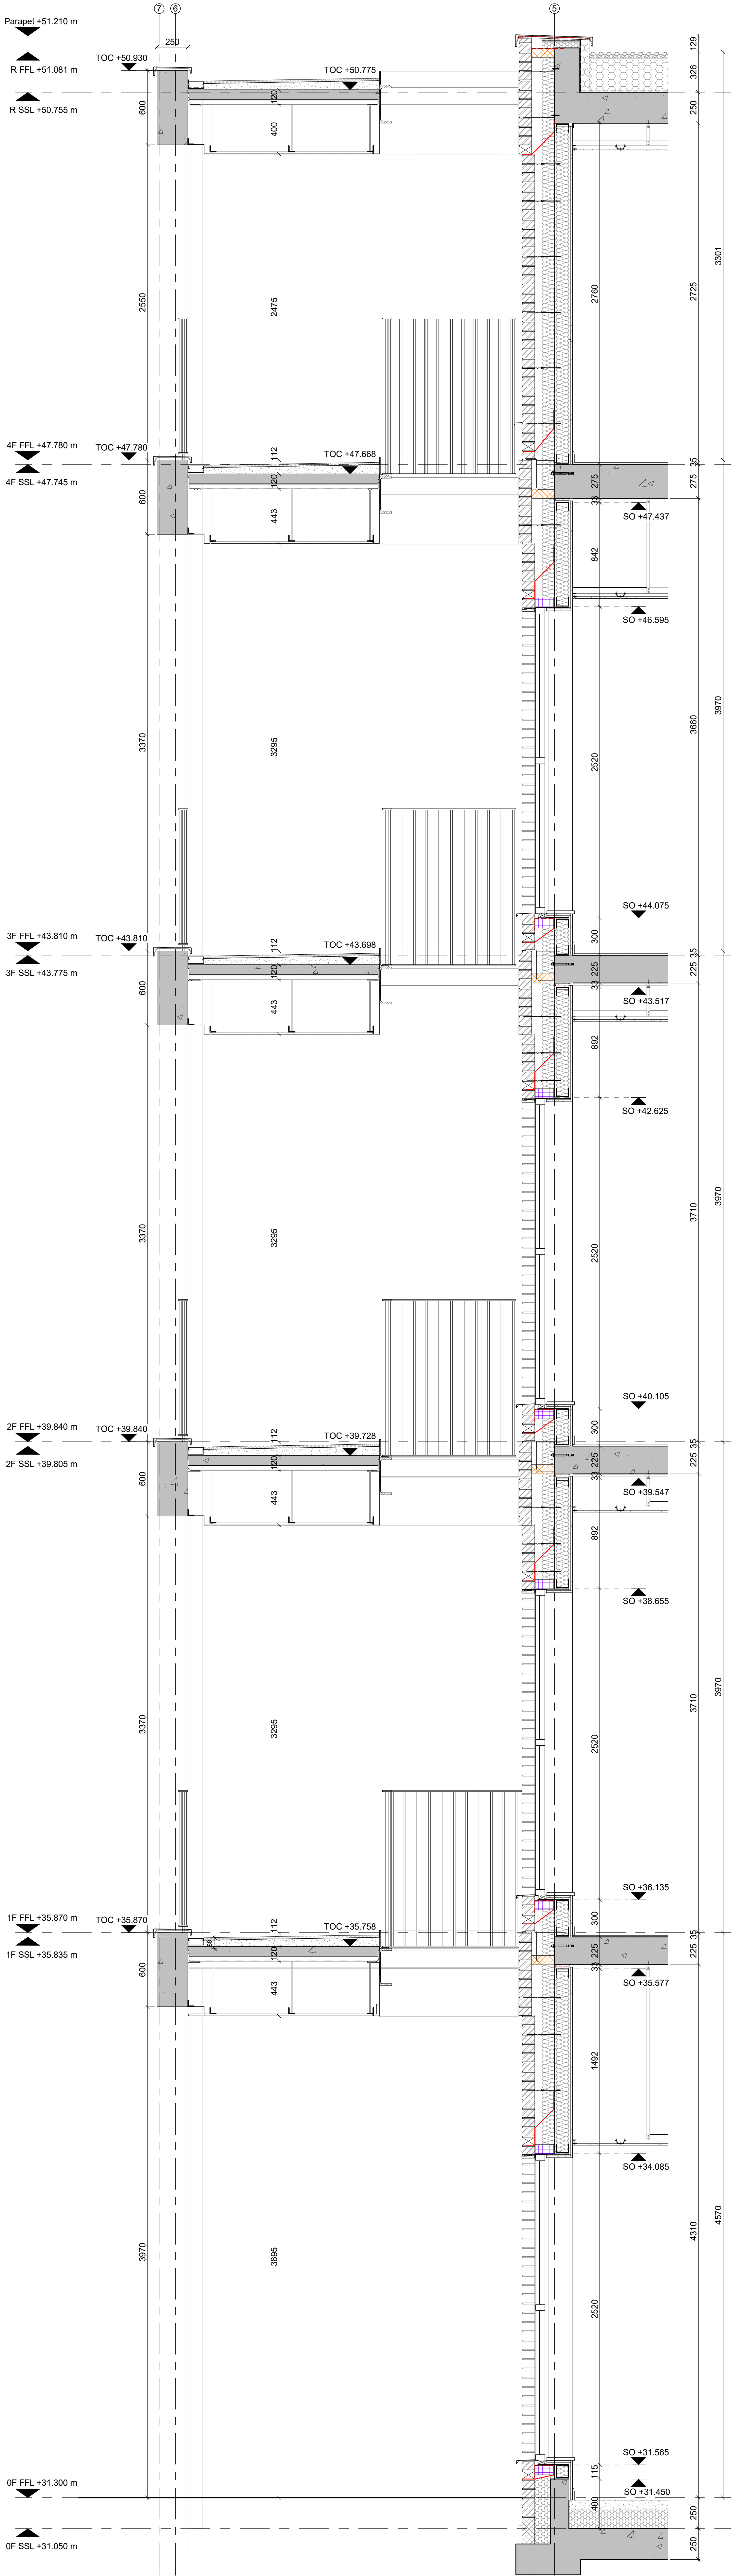 7
6
5
Parapet +51.210 m
250
129
TOC +50.930
TOC +50.775
R FFL +51.081 m
326
600
120
R SSL +50.755 m
250
400
2550
2475
2760
2725
3301
4F FFL +47.780 m
TOC +47.780
TOC +47.668
112
35
4F SSL +47.745 m
120
275
275
600
443
33
SO +47.437
842
SO +46.595
3370
3295
2520
3660
3970
SO +44.075
300
3F FFL +43.810 m
TOC +43.810
TOC +43.698
112
35
3F SSL +43.775 m
120
225
225
600
443
33
SO +43.517
892
SO +42.625
3370
3295
2520
3710
3970
SO +40.105
300
2F FFL +39.840 m
TOC +39.840
TOC +39.728
112
35
2F SSL +39.805 m
120
225
225
600
443
33
SO +39.547
892
SO +38.655
3370
3295
2520
3710
3970
SO +36.135
300
1F FFL +35.870 m
TOC +35.870
TOC +35.758
112
35
1F SSL +35.835 m
120
225
225
600
443
33
SO +35.577
1492
SO +34.085
3970
3895
2520
4310
4570
SO +31.565
115
0F FFL +31.300 m
SO +31.450
400
250
0F SSL +31.050 m
250